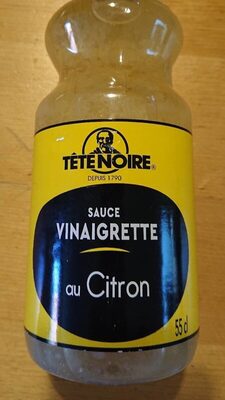 TÊTE NOIRE®
DEPUIS 1790
SAUCE
VINAIGRETTE
au Citron
55 cl